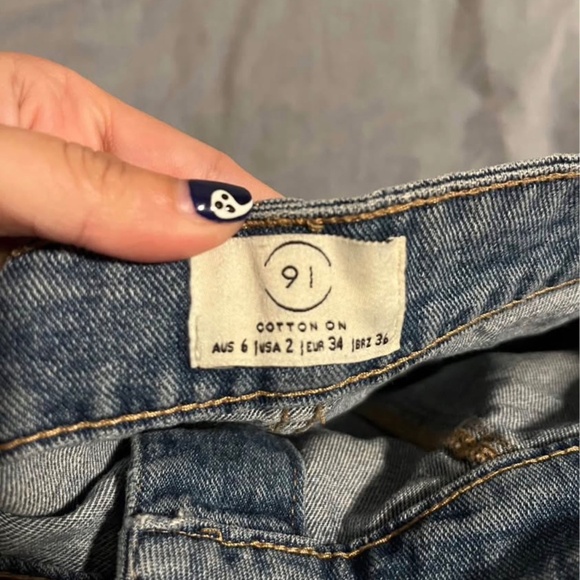 91
COTTON ON
AUS 6 | USA 2 | EUR 34 | BRZ 36